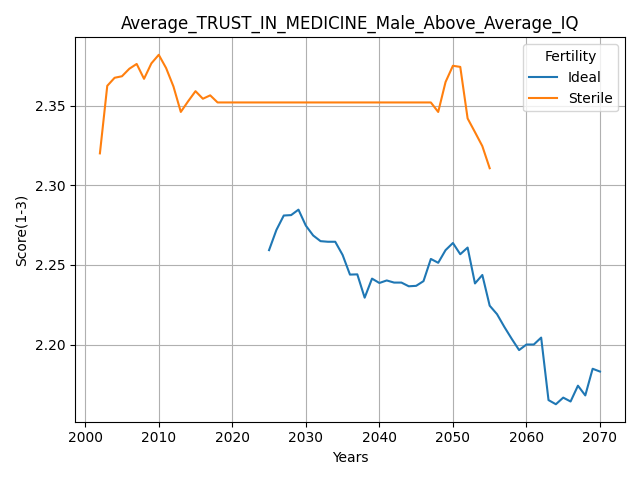 Average_TRUST_IN_MEDICINE_Male_Above_Average_IQ
Fertility
Ideal
Sterile
Score(1-3)
2.35
2.30
2.25
2.20
2000
2010
2020
2030
2040
2050
2060
2070
Years